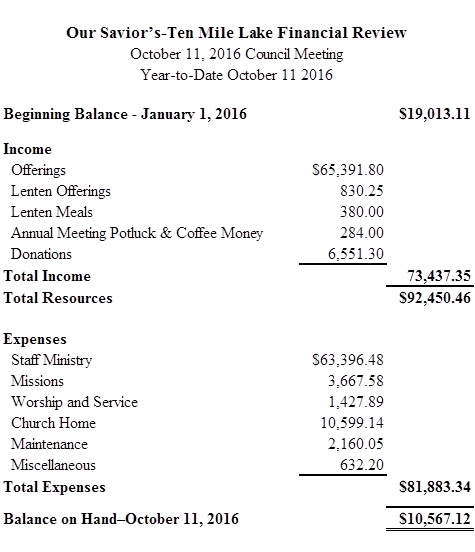 Our Savior's-Ten Mile Lake Financial Review
October 11, 2016 Council Meeting
Year-to-Date October 11 2016
Beginning Balance - January 1, 2016 $19,013.11
Income
Offerings $65,391.80
Lenten Offerings 830.25
Lenten Meals 380.00
Annual Meeting Potluck & Coffee Money 284.00
Donations 6,551.30
Total Income 73,437.35
Total Resources $92,450.46
Expenses
Staff Ministry $63,396.48
Missions 3,667.58
Worship and Service 1,427.89
Church Home 10,599.14
Maintenance 2,160.05
Miscellaneous 632.20
Total Expenses $81,883.34
Balance on Hand–October 11, 2016 $10,567.12